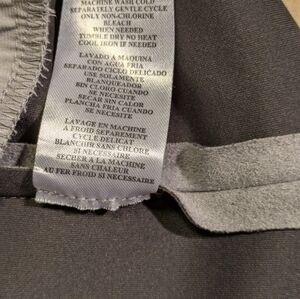 MACHINE WASH COLD
SEPARATELY GENTLE CYCLE
ONLY NON-CHLORINE
BLEACH
WHEN NEEDED
TUMBLE DRY NO HEAT
COOL IRON IF NEEDED
LAVADO A MAQUINA
CON AGUA FRIA
SEPARADO CICLO DELICADO
USE SOLAMENTE
BLANQUEADOR
SIN CLORO CUANDO
SE NECESITE
SECAR SIN CALOR
PLANCHA FRIA CUANDO
SE NECESITE
LAVAGE EN MACHINE
A FROID SEPAREMENT
CYCLE DELICAT
BLANCHIR SANS CHLORE
SI NECESSAIRE
SECHER A LA MACHINE
SANS CHALEUR
AU FER FROID SI NECESSAIRE